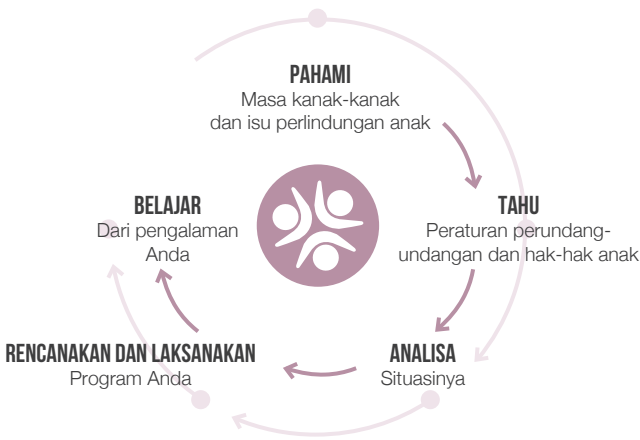 PAHAMI
Masa kanak-kanak
dan isu perlindungan anak
TAHU
Peraturan perundang-
undangan dan hak-hak anak
ANALISA
Situasinya
RENCANAKAN DAN LAKSANAKAN
Program Anda
BELAJAR
Dari pengalaman
Anda